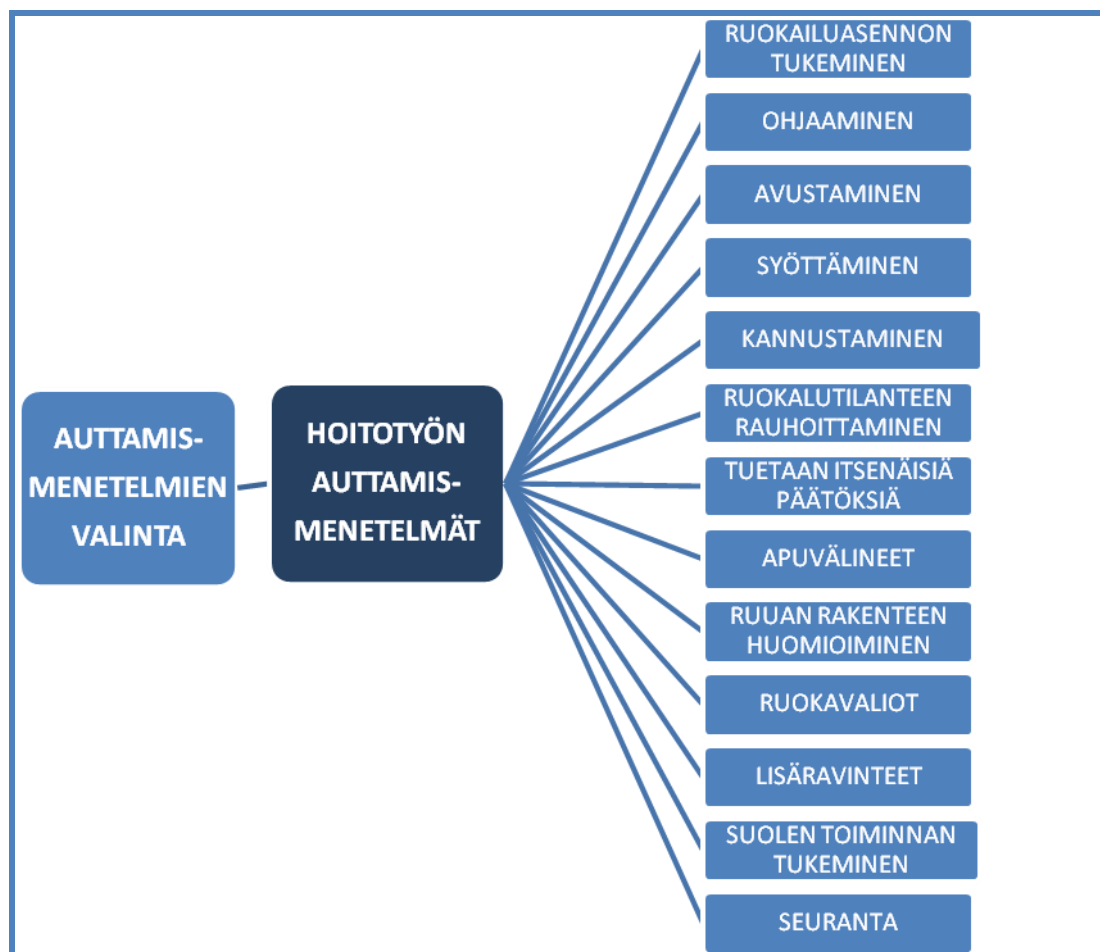 AUTTAMIS-
MENETELMIEN
VALINTA
HOITOTYÖN
AUTTAMIS-
MENETELMÄT
RUOKAILUASENNON
TUKEMINEN
OHJAAMINEN
AVUSTAMINEN
SYÖTTÄMINEN
KANNUSTAMINEN
RUOKALUTILANTEEN
RAUHOITTAMINEN
TUETAAN ITSENÄISIÄ
PÄÄTÖKSIÄ
APUVÄLINEET
RUUAN RAKENTEEN
HUOMIOIMINEN
RUOKAVALIOT
LISÄRAVINTEET
SUOLEN TOIMINNAN
TUKEMINEN
SEURANTA